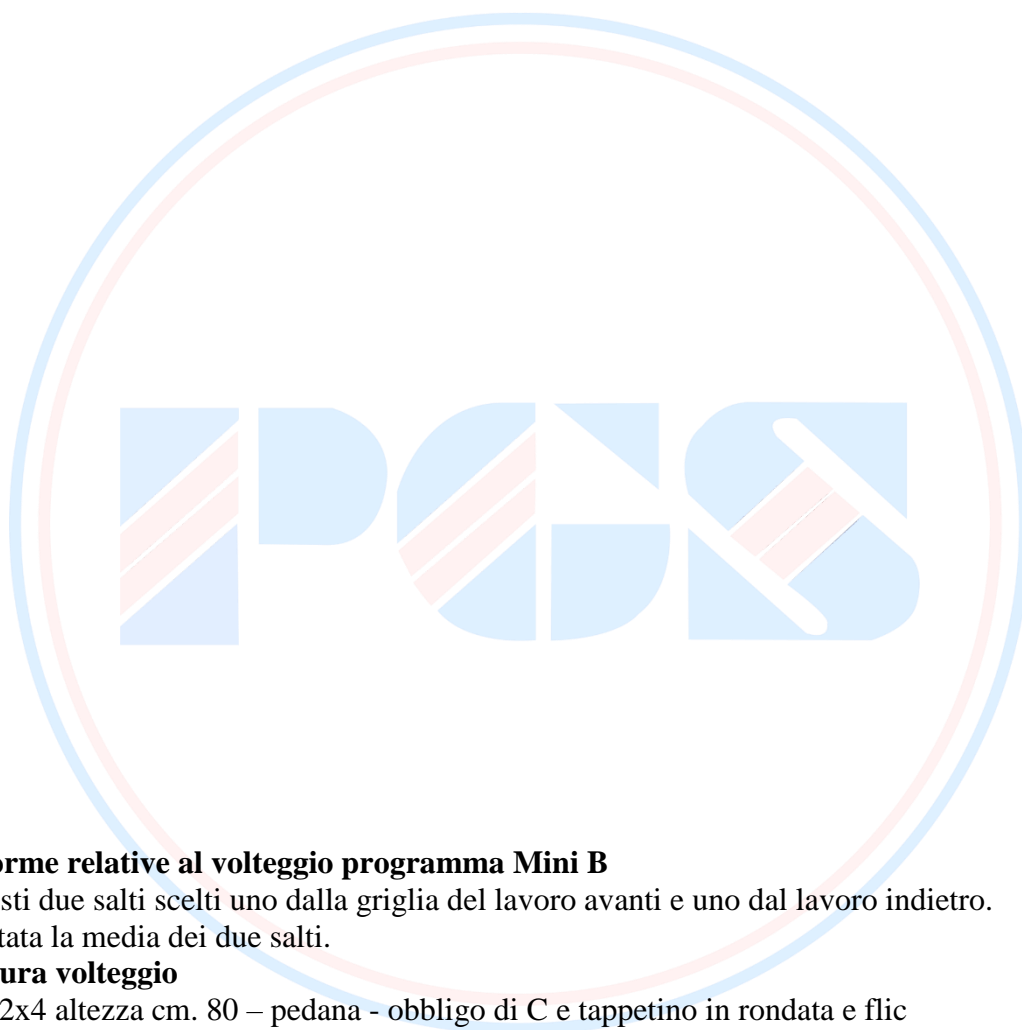 PGS
orme relative al volteggio programma Mini B
sti due salti scelti uno dalla griglia del lavoro avanti e uno dal lavoro indietro.
tata la media dei due salti.
ura volteggio
2x4 altezza cm. 80 – pedana - obbligo di C e tappetino in rondata e flic